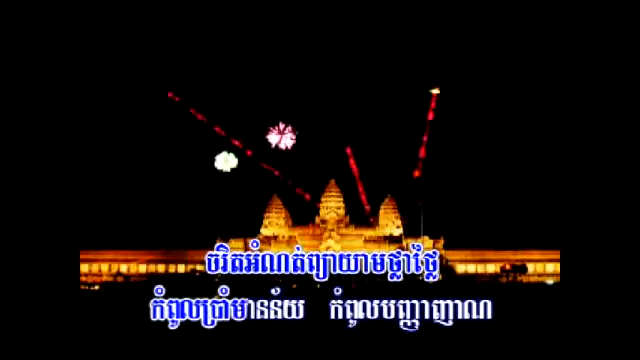 ចរិតអំណត់ព្យាយាមថ្លាថ្លៃ
កំពូលប្រាំមានន័យ កំពូលបញ្ញាញាណ